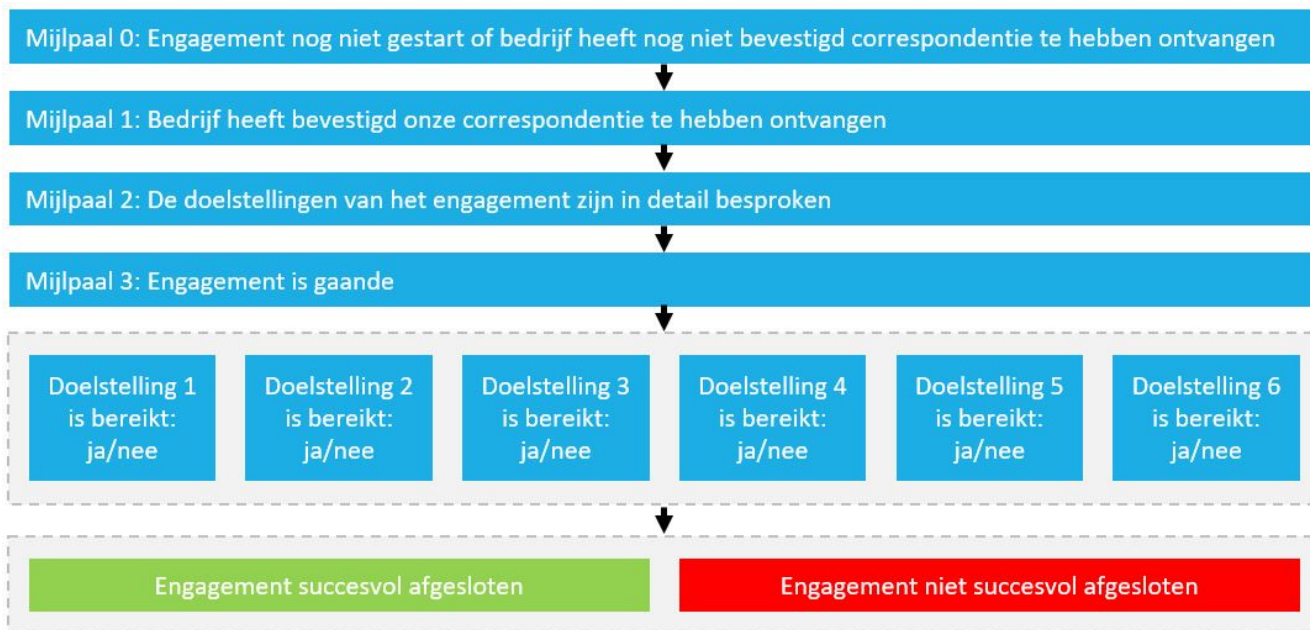 Mijlpaal 0: Engagement nog niet gestart of bedrijf heeft nog niet bevestigd correspondentie te hebben ontvangen
Mijlpaal 1: Bedrijf heeft bevestigd onze correspondentie te hebben ontvangen
Mijlpaal 2: De doelstellingen van het engagement zijn in detail besproken
Mijlpaal 3: Engagement is gaande
Doelstelling 1
is bereikt:
ja/nee
Doelstelling 2
is bereikt:
ja/nee
Doelstelling 3
is bereikt:
ja/nee
Doelstelling 4
is bereikt:
ja/nee
Doelstelling 5
is bereikt:
ja/nee
Doelstelling 6
is bereikt:
ja/nee
Engagement succesvol afgesloten
Engagement niet succesvol afgesloten